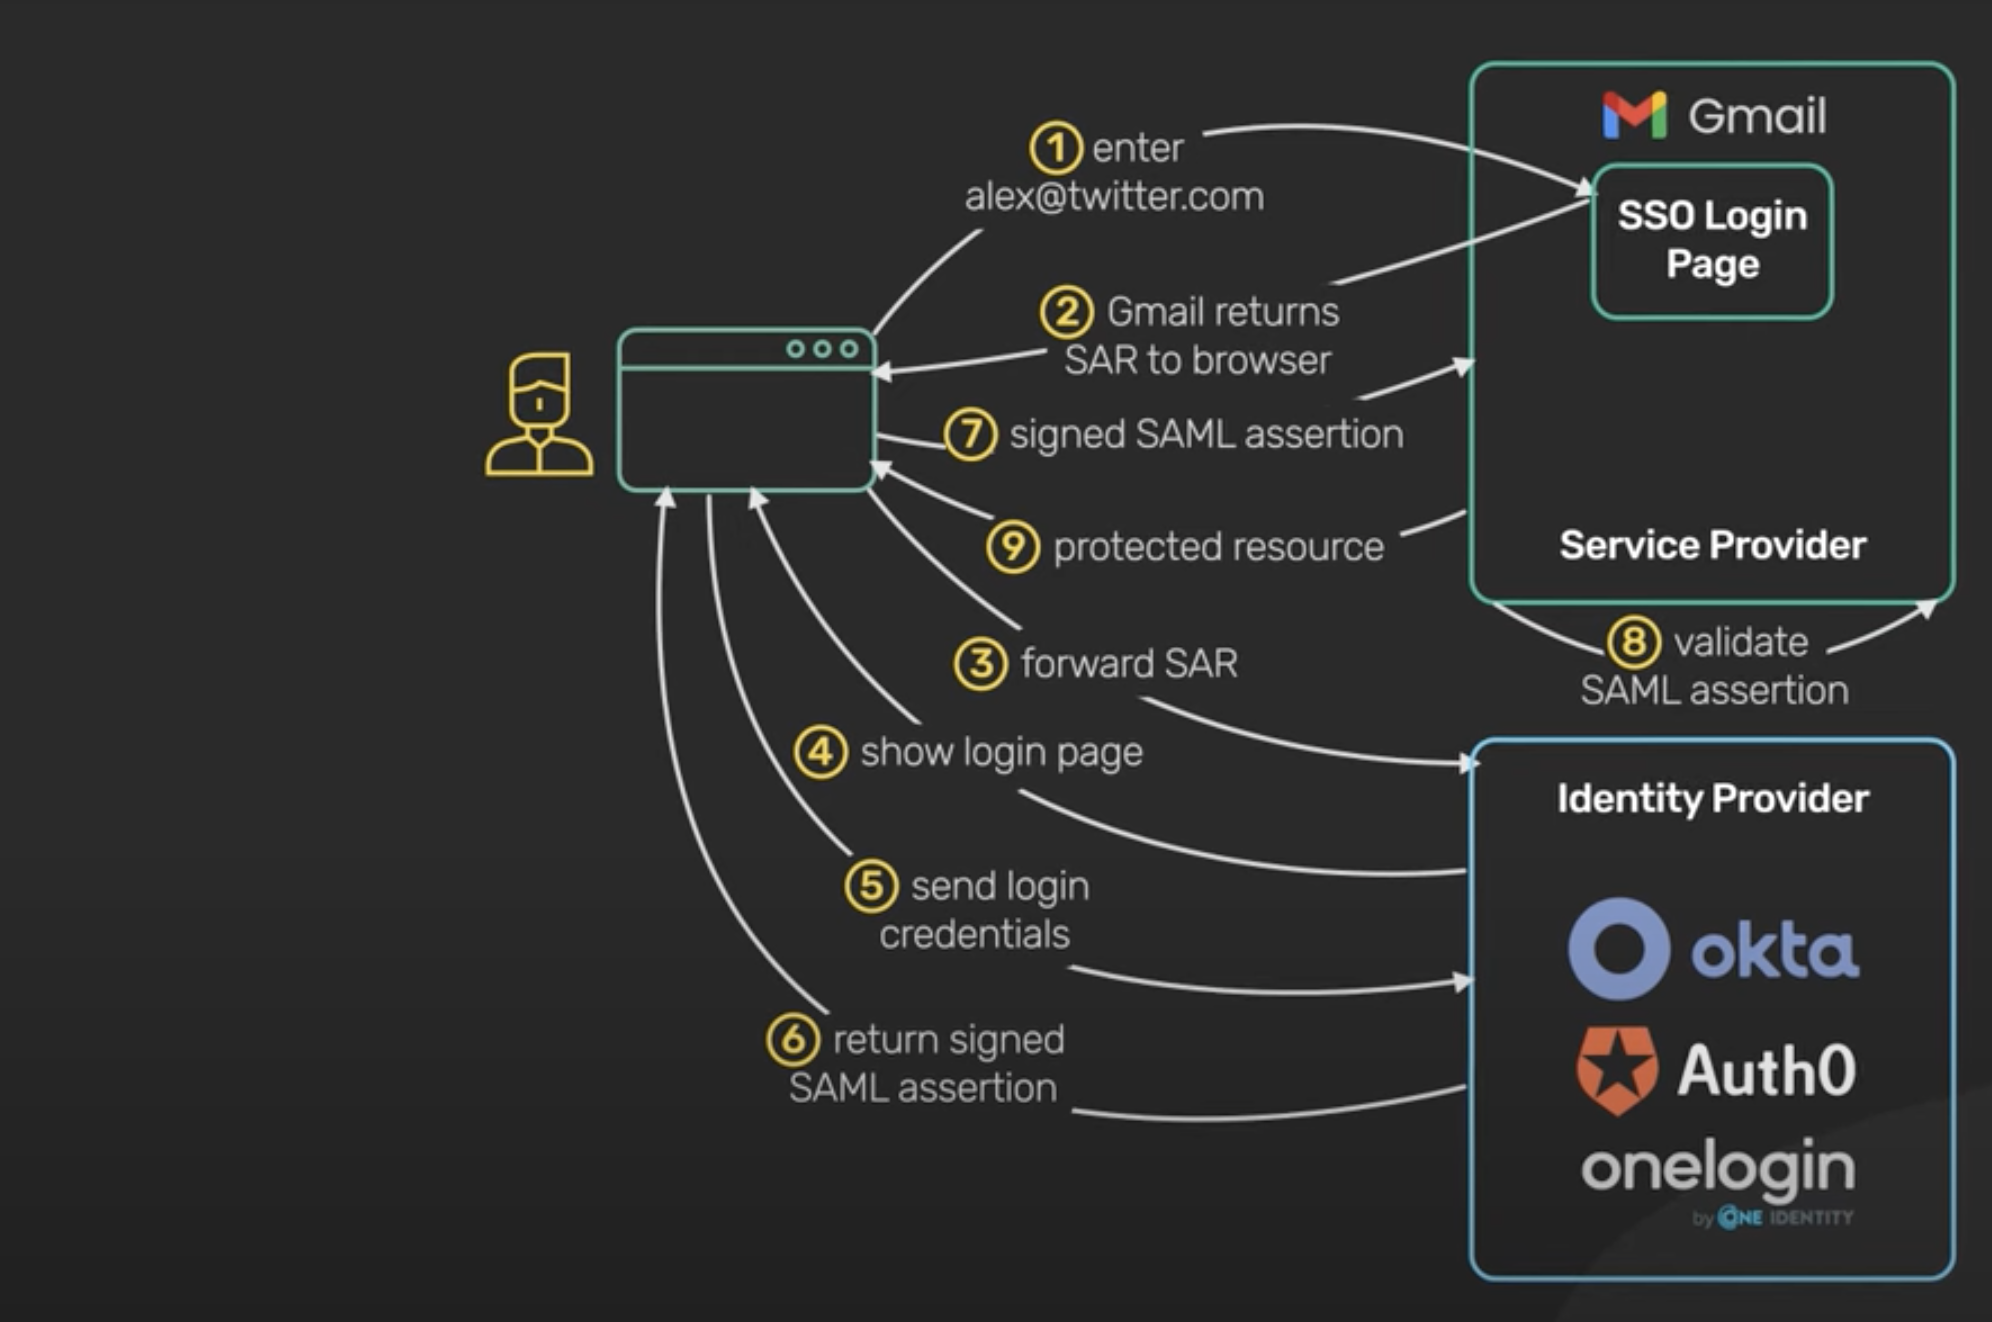 Gmail
SSO Login
Page
1 enter
alex@twitter.com
2 Gmail returns
SAR to browser
7 signed SAML assertion
9 protected resource
Service Provider
8 validate
SAML assertion
3 forward SAR
4 show login page
5 send login
credentials
6 return signed
SAML assertion
Identity Provider
okta
Auth0
onelogin
by ONE IDENTITY